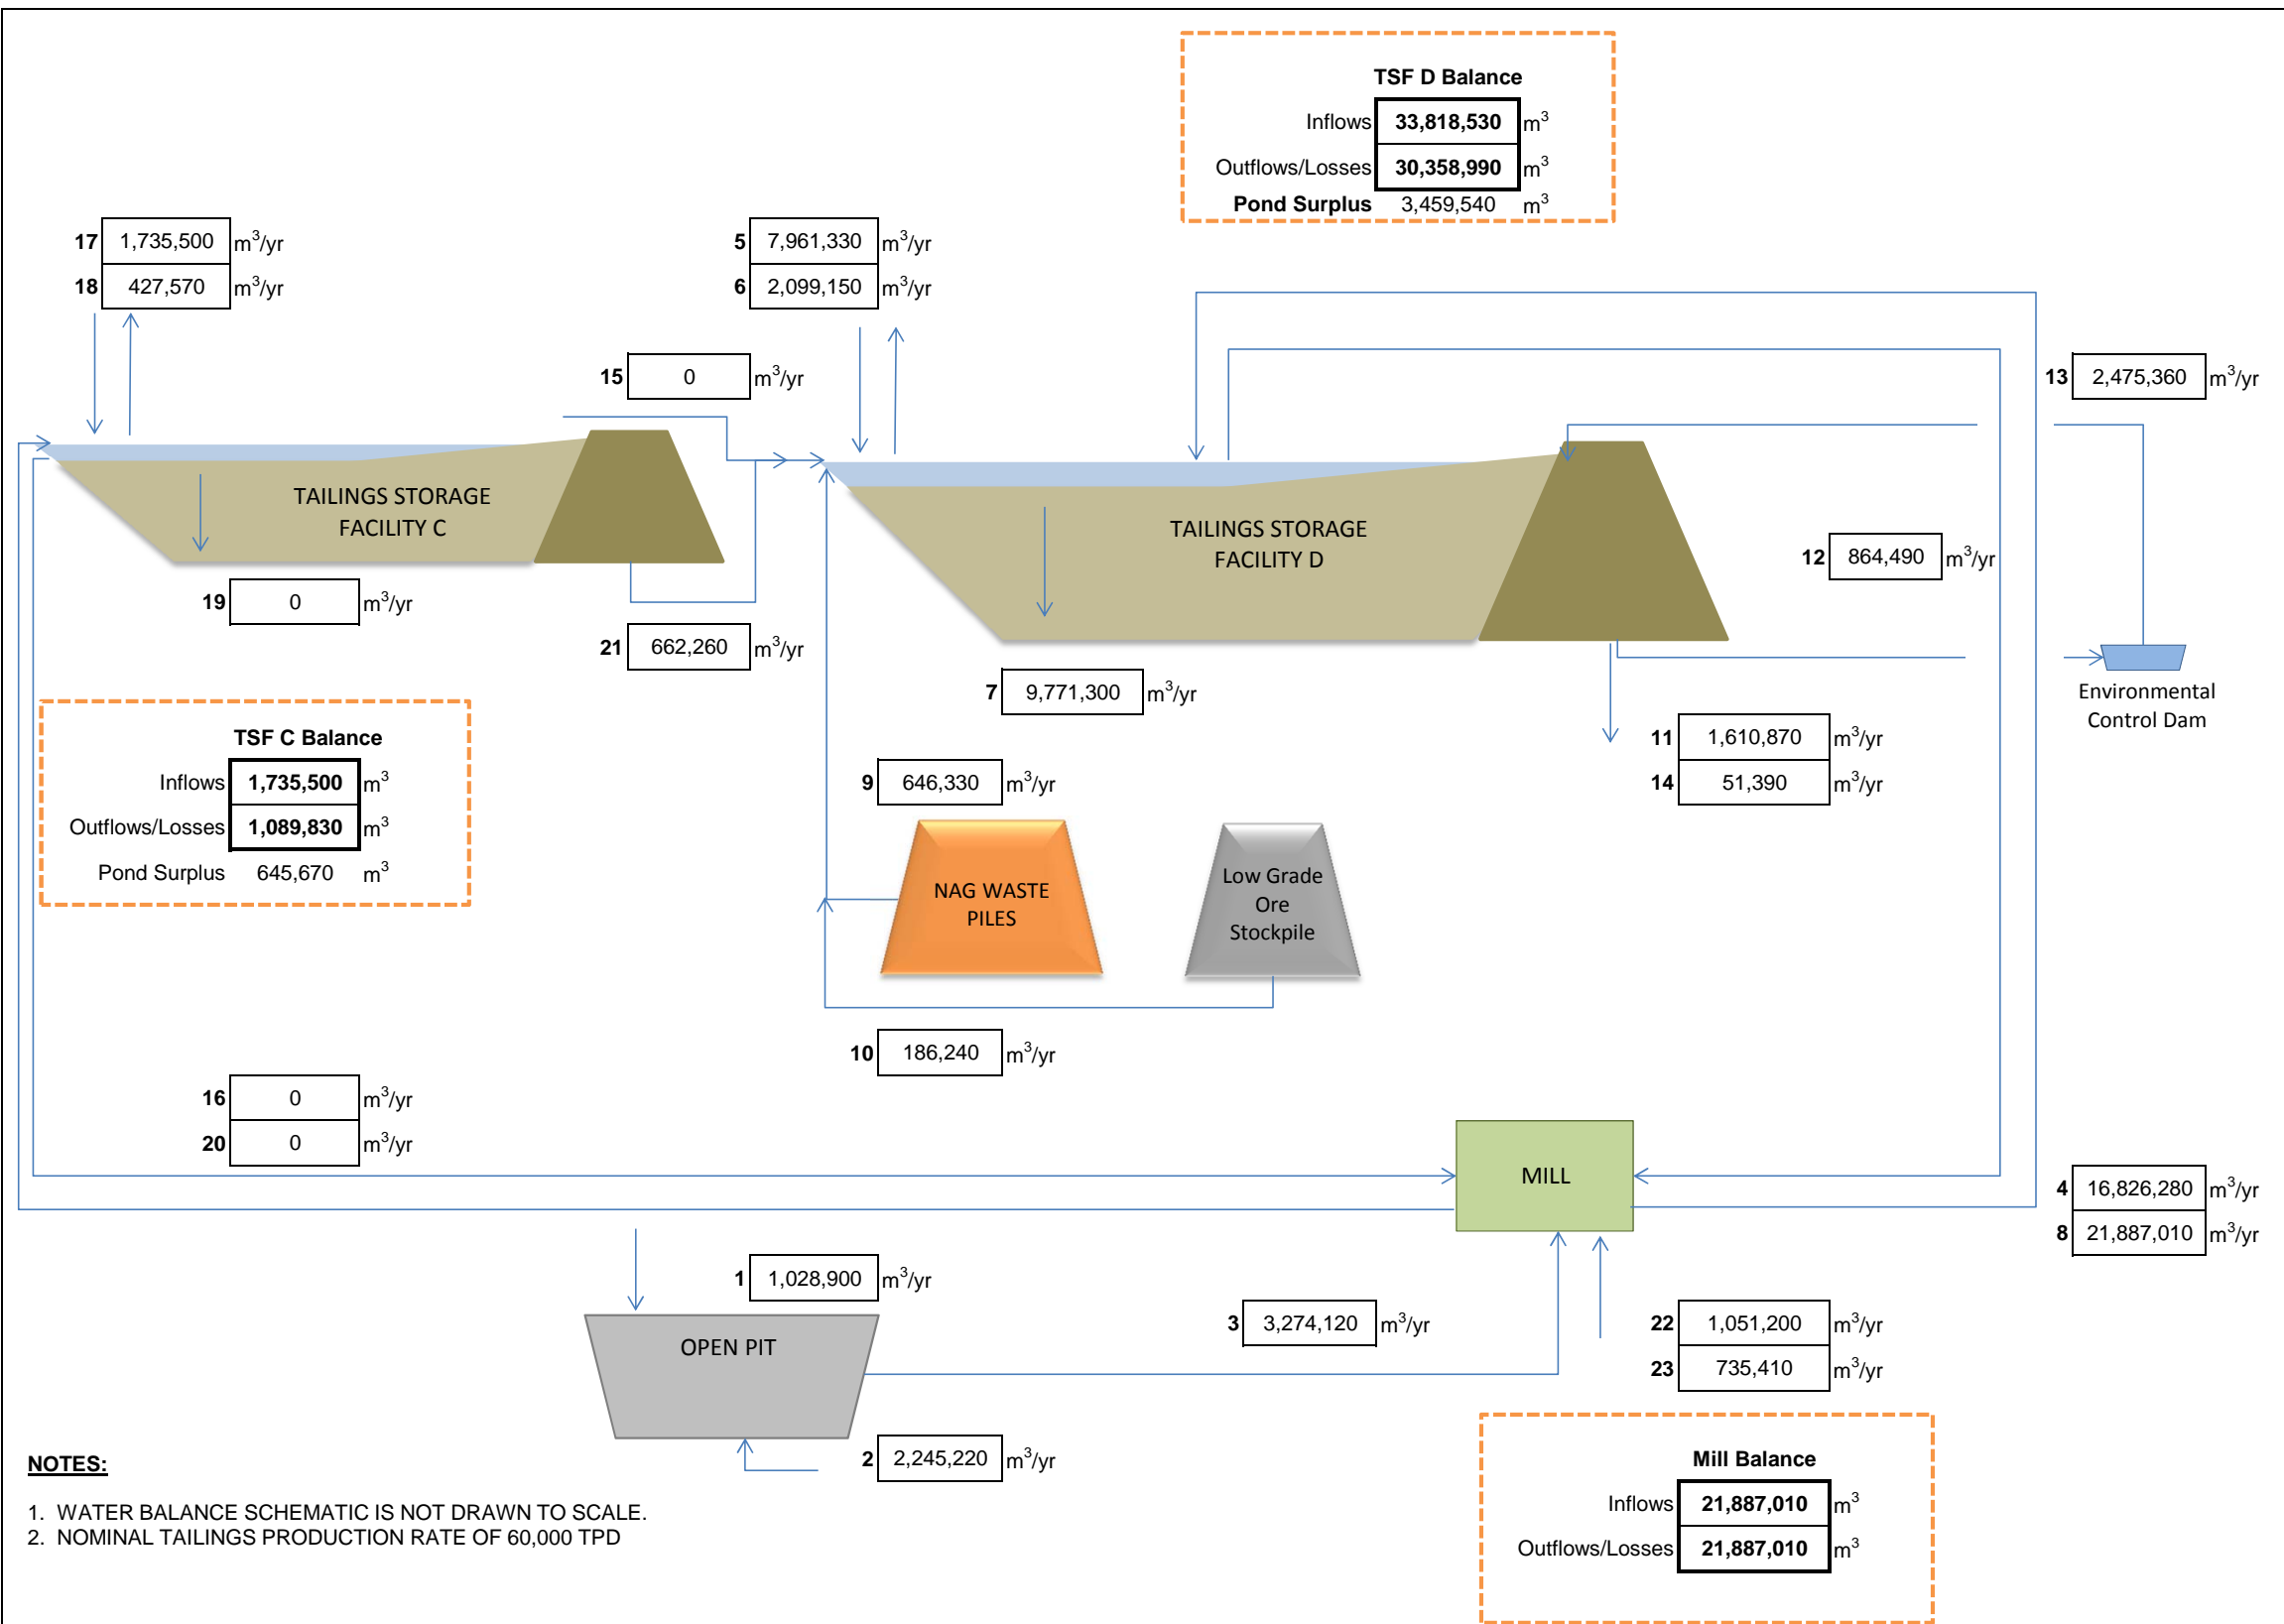 TSF D Balance
Inflows 33,818,530 m³
Outflows/Losses 30,358,990 m³
Pond Surplus 3,459,540 m³
17 1,735,500 m³/yr
18 427,570 m³/yr
5 7,961,330 m³/yr
6 2,099,150 m³/yr
15 0 m³/yr
13 2,475,360 m³/yr
TAILINGS STORAGE
FACILITY C
TAILINGS STORAGE
FACILITY D
12 864,490 m³/yr
19 0 m³/yr
21 662,260 m³/yr
7 9,771,300 m³/yr
Environmental
Control Dam
TSF C Balance
Inflows 1,735,500 m³
Outflows/Losses 1,089,830 m³
Pond Surplus 645,670 m³
11 1,610,870 m³/yr
14 51,390 m³/yr
9 646,330 m³/yr
NAG WASTE
PILES
Low Grade
Ore
Stockpile
10 186,240 m³/yr
16 0 m³/yr
20 0 m³/yr
MILL
4 16,826,280 m³/yr
8 21,887,010 m³/yr
1 1,028,900 m³/yr
3 3,274,120 m³/yr
22 1,051,200 m³/yr
23 735,410 m³/yr
OPEN PIT
2 2,245,220 m³/yr
Mill Balance
Inflows 21,887,010 m³
Outflows/Losses 21,887,010 m³
NOTES:
1. WATER BALANCE SCHEMATIC IS NOT DRAWN TO SCALE.
2. NOMINAL TAILINGS PRODUCTION RATE OF 60,000 TPD